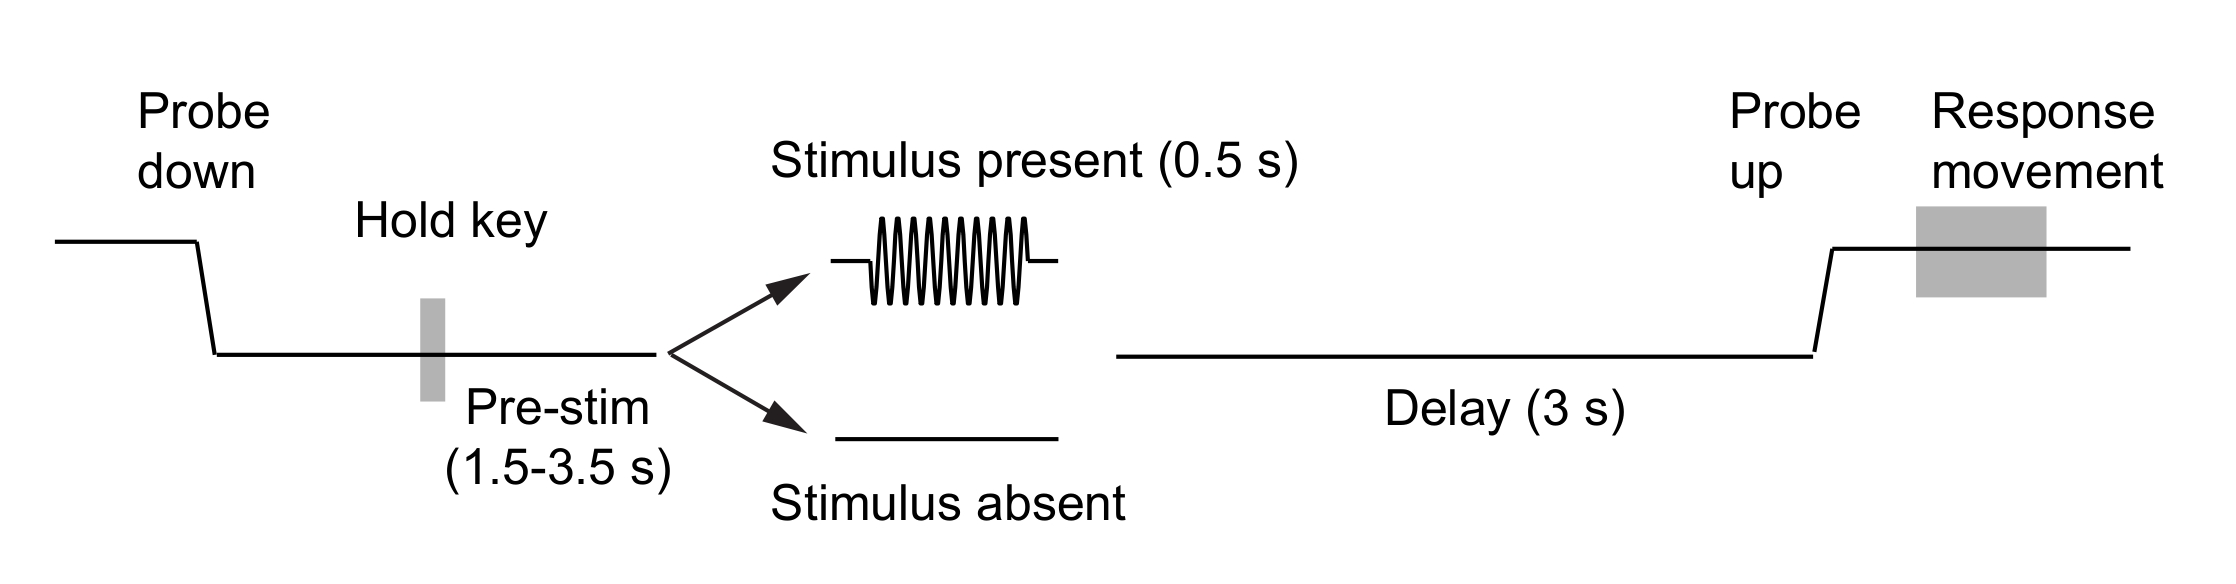 Probe
down
Hold key
Pre-stim
(1.5-3.5 s)
Stimulus present (0.5 s)
Stimulus absent
Delay (3 s)
Probe
up
Response
movement